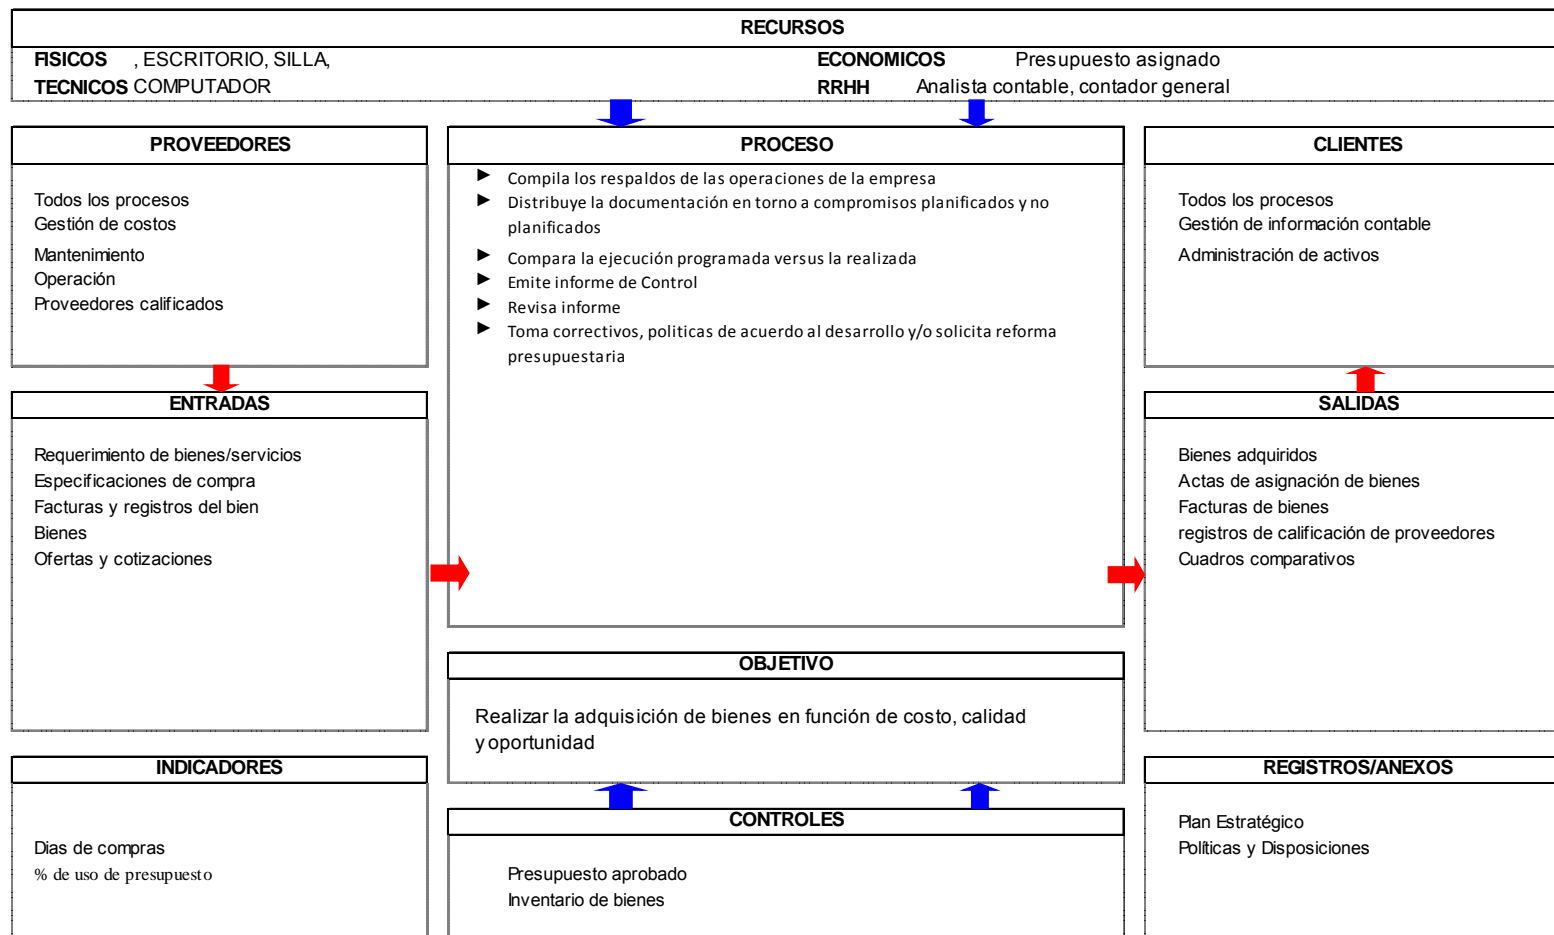 RECURSOS
FISICOS , ESCRITORIO, SILLA,
ECONOMICOS Presupuesto asignado
TECNICOS COMPUTADOR
RRHH Analista contable, contador general
PROVEEDORES
Todos los procesos
Gestión de costos
Mantenimiento
Operación
Proveedores calificados
PROCESO
► Compila los respaldos de las operaciones de la empresa
► Distribuye la documentación en torno a compromisos planificados y no
planificados
► Compara la ejecución programada versus la realizada
► Emite informe de Control
► Revisa informe
► Toma correctivos, politicas de acuerdo al desarrollo y/o solicita reforma
presupuestaria
CLIENTES
Todos los procesos
Gestión de información contable
Administración de activos
ENTRADAS
Requerimiento de bienes/servicios
Especificaciones de compra
Facturas y registros del bien
Bienes
Ofertas y cotizaciones
SALIDAS
Bienes adquiridos
Actas de asignación de bienes
Facturas de bienes
registros de calificación de proveedores
Cuadros comparativos
OBJETIVO
Realizar la adquisición de bienes en función de costo, calidad
y oportunidad
INDICADORES
Dias de compras
% de uso de presupuesto
CONTROLES
Presupuesto aprobado
Inventario de bienes
REGISTROS/ANEXOS
Plan Estratégico
Políticas y Disposiciones